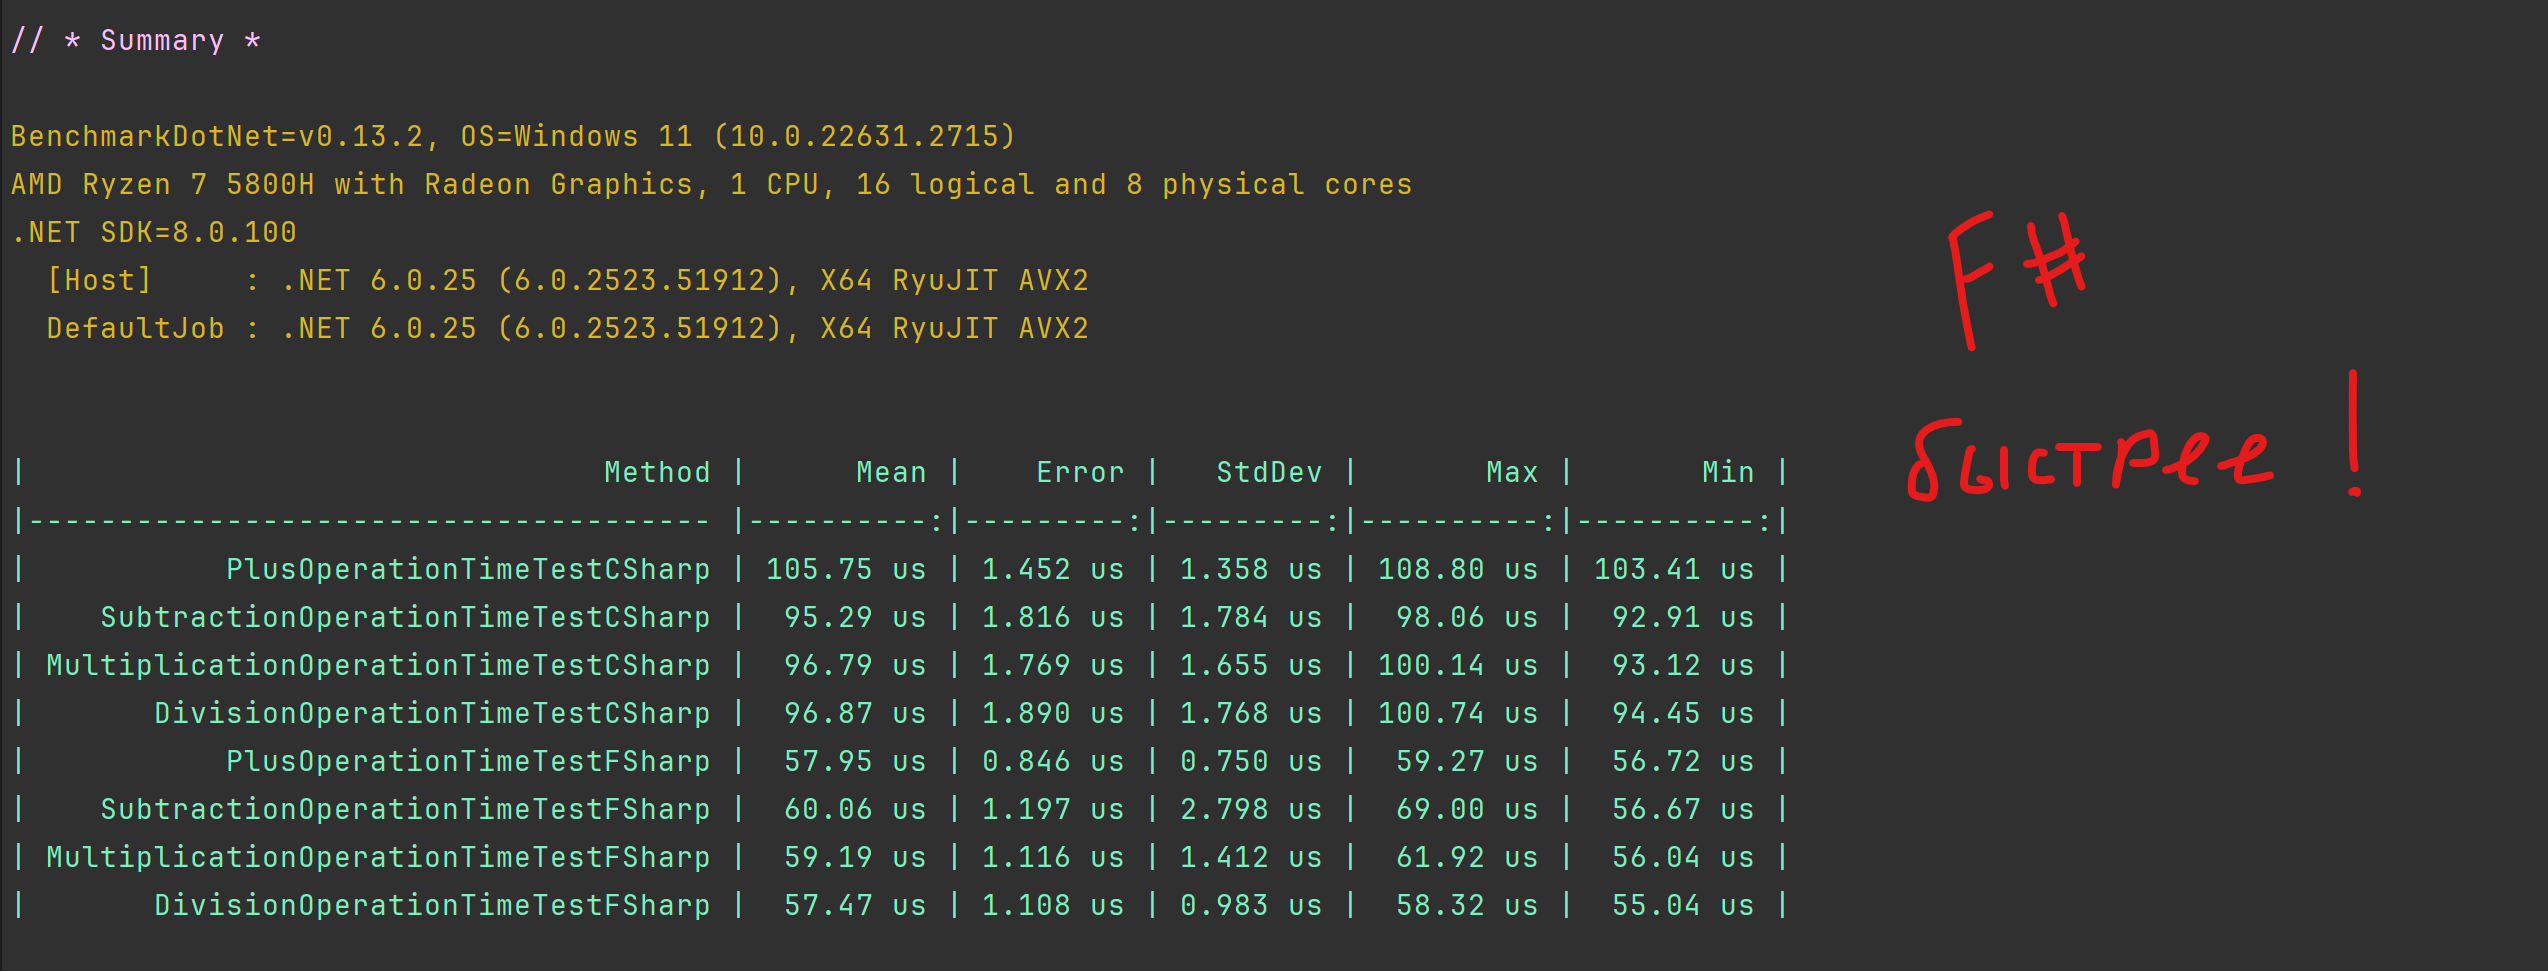 // * Summary *
BenchmarkDotNet=v0.13.2, OS=Windows 11 (10.0.22631.2715)
AMD Ryzen 7 5800H with Radeon Graphics, 1 CPU, 16 logical and 8 physical cores
.NET SDK=8.0.100
  [Host]     : .NET 6.0.25 (6.0.2523.51912), X64 RyuJIT AVX2
  DefaultJob : .NET 6.0.25 (6.0.2523.51912), X64 RyuJIT AVX2
|                                Method |      Mean |    Error |   StdDev |       Max |       Min |
|-------------------------------------- |----------:|---------:|---------:|----------:|----------:|
|           PlusOperationTimeTestCSharp | 105.75 us | 1.452 us | 1.358 us | 108.80 us | 103.41 us |
|    SubtractionOperationTimeTestCSharp |  95.29 us | 1.816 us | 1.784 us |  98.06 us |  92.91 us |
| MultiplicationOperationTimeTestCSharp |  96.79 us | 1.769 us | 1.655 us | 100.14 us |  93.12 us |
|       DivisionOperationTimeTestCSharp |  96.87 us | 1.890 us | 1.768 us | 100.74 us |  94.45 us |
|           PlusOperationTimeTestFSharp |  57.95 us | 0.846 us | 0.750 us |  59.27 us |  56.72 us |
|    SubtractionOperationTimeTestFSharp |  60.06 us | 1.197 us | 2.798 us |  69.00 us |  56.67 us |
| MultiplicationOperationTimeTestFSharp |  59.19 us | 1.116 us | 1.412 us |  61.92 us |  56.04 us |
|       DivisionOperationTimeTestFSharp |  57.47 us | 1.108 us | 0.983 us |  58.32 us |  55.04 us |
F#
быстрее!